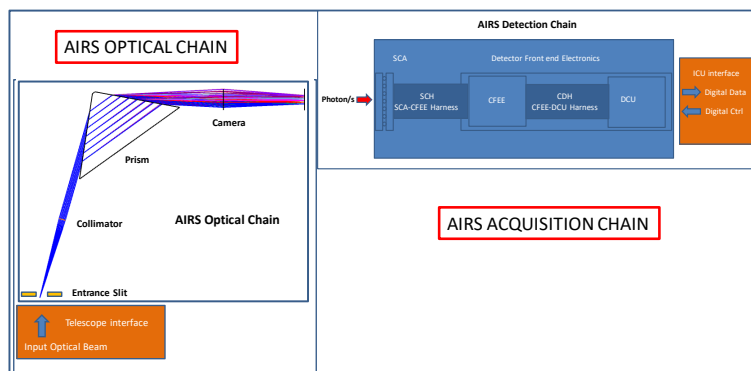 AIRS OPTICAL CHAIN
Camera
Prism
Collimator
AIRS Optical Chain
Entrance Slit
Telescope interface
Input Optical Beam
AIRS Detection Chain
SCA
Detector Front end Electronics
Photon/s
SCH
SCA-CFEE Harness
CFEE
CDH
CFEE-DCU Harness
DCU
ICU interface
Digital Data
Digital Ctrl
AIRS ACQUISITION CHAIN